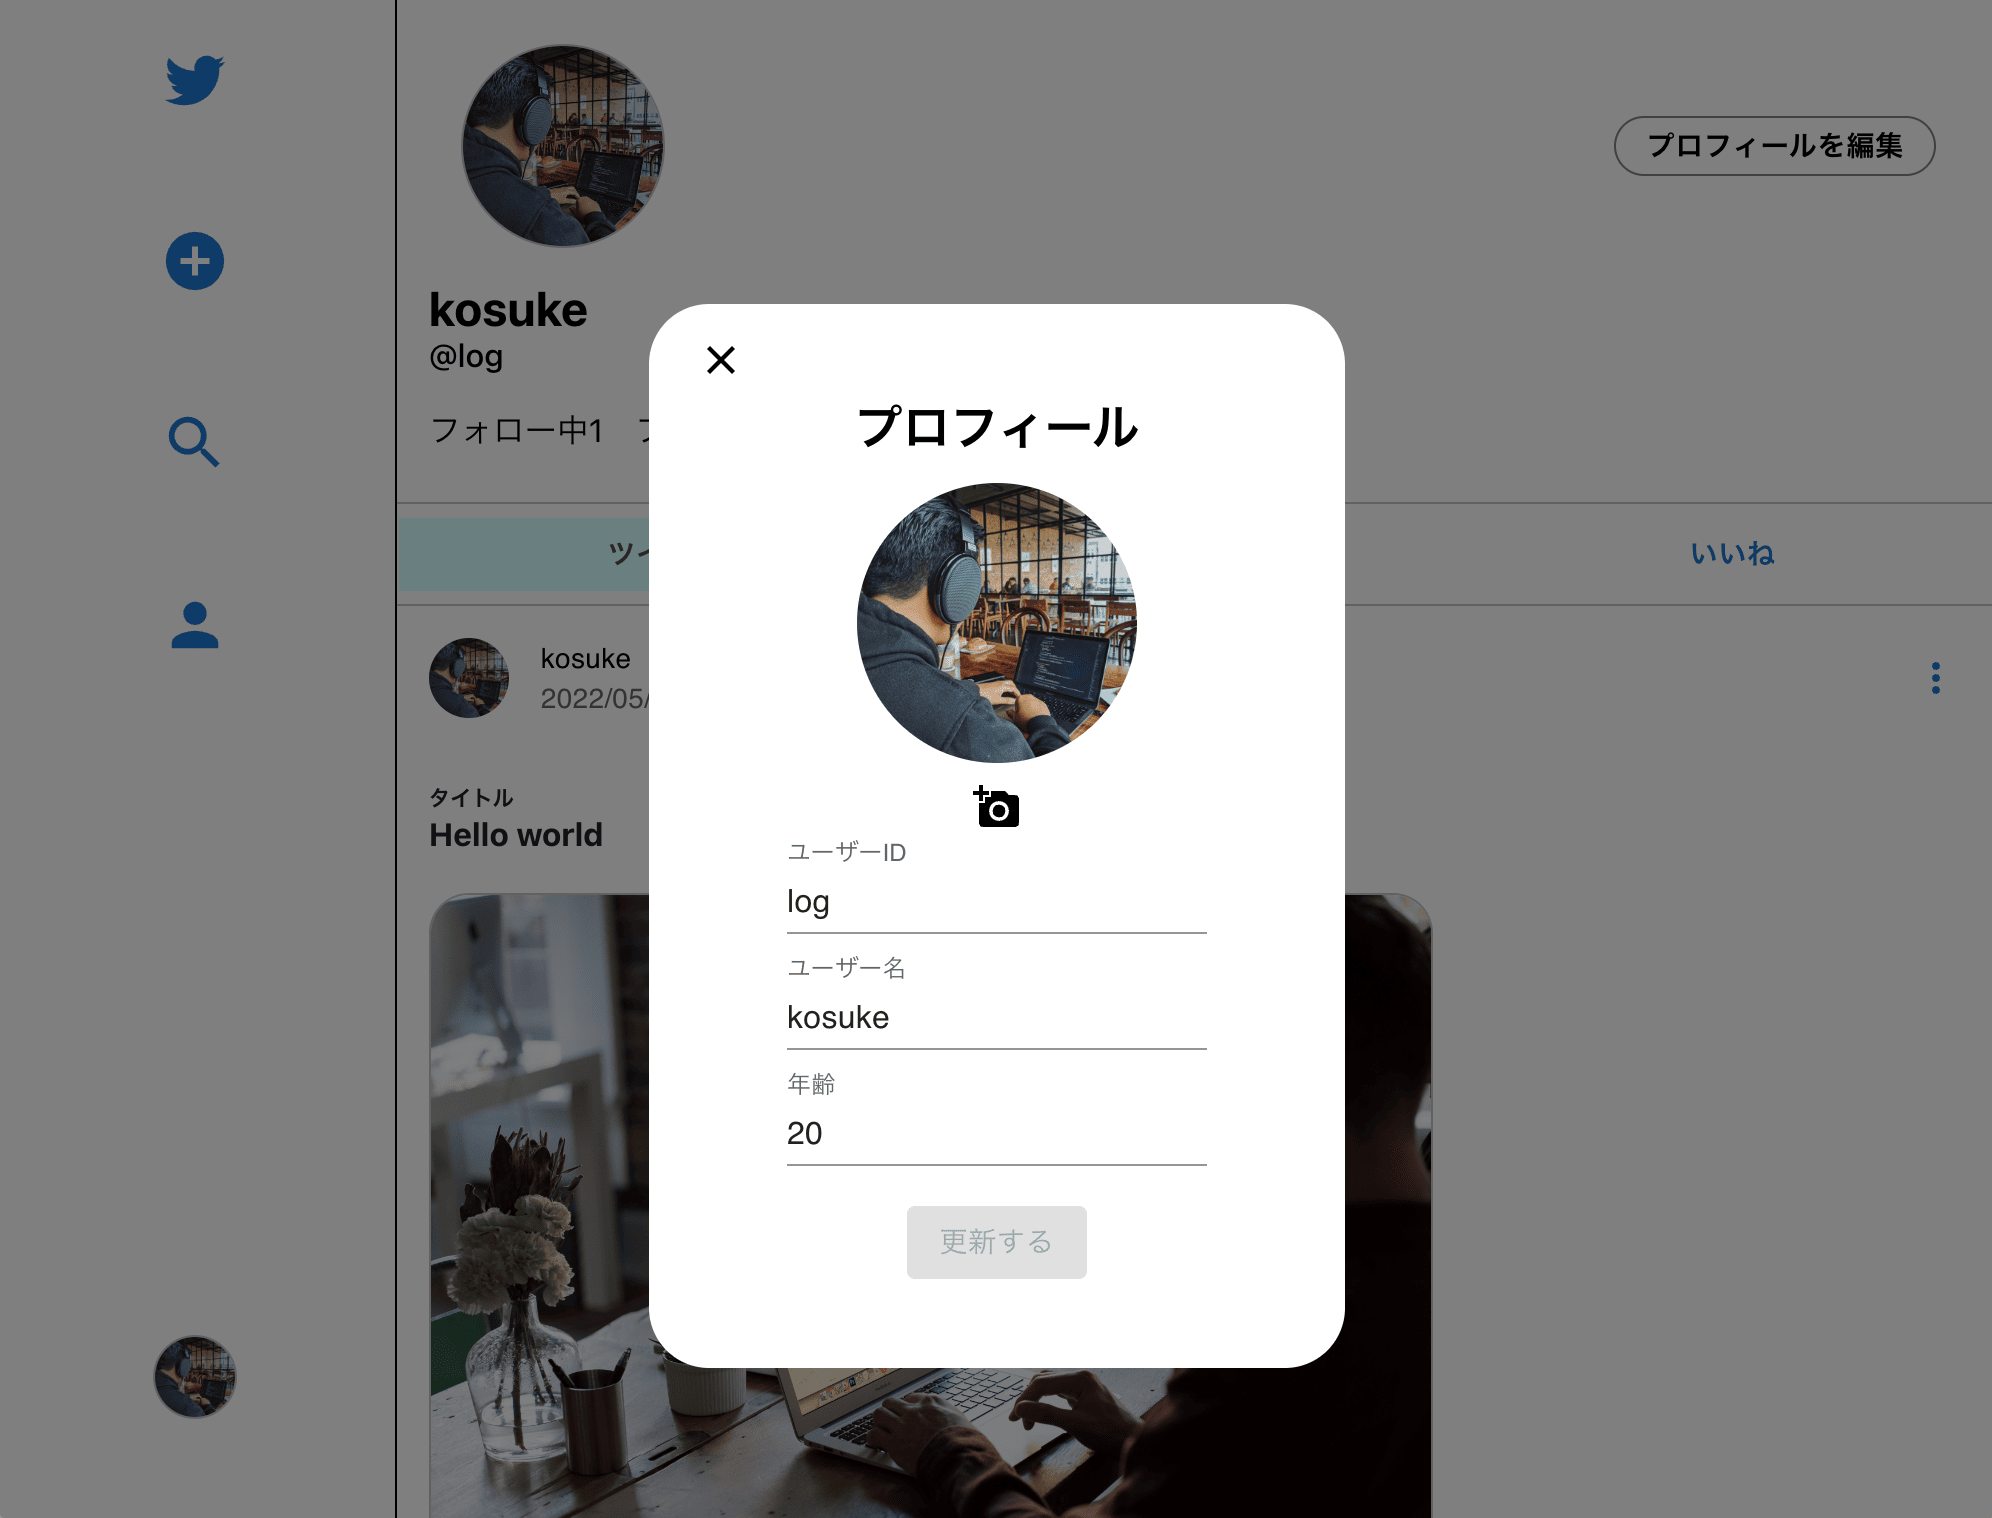 プロフィールを編集
kosuke
@log
フォロー中1
いいね
kosuke
2022/05/
タイトル
Hello world
プロフィール
ユーザーID
log
ユーザー名
kosuke
年齢
20
更新する